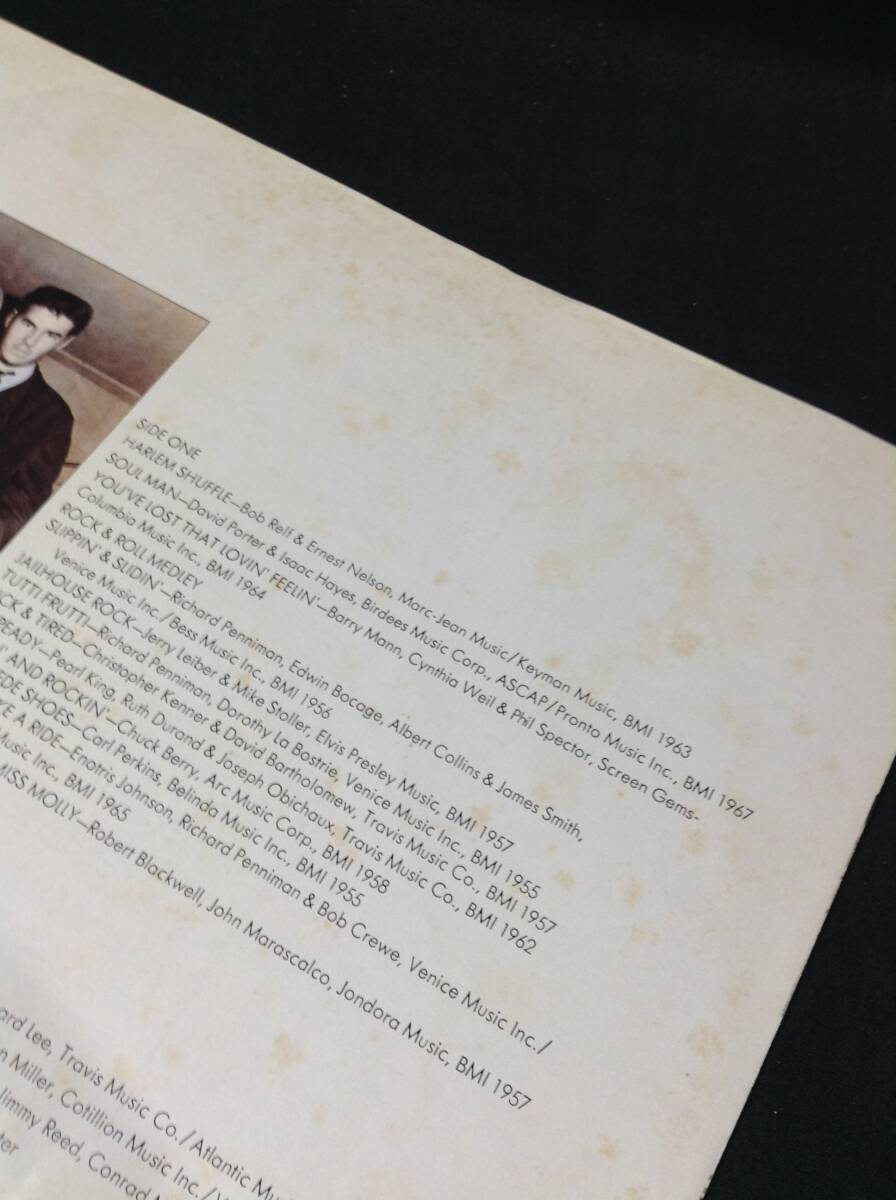 SIDE ONE
HARLEM SHUFFLE—Bob Relf & Ernest Nelson, Marc-Jean Music/Keyman Music, BMI 1963
SOUL MAN—David Porter & Isaac Hayes, Birdees Music Corp., ASCAP/Pronto Music Inc., BMI 1967
YOU'VE LOST THAT LOVIN' FEELIN'—Barry Mann, Cynthia Weil & Phil Spector, Screen Gems-
Columbia Music Inc., BMI 1964
ROCK & ROLL MEDLEY
SLIPPIN' & SLIDIN'—Richard Penniman, Edwin Bocage, Albert Collins & James Smith,
Venice Music Inc./Bess Music Inc., BMI 1956
JAILHOUSE ROCK—Jerry Leiber & Mike Stoller, Elvis Presley Music, BMI 1957
TUTTI FRUTTI—Richard Penniman, Dorothy La Bostrie, Venice Music Inc., BMI 1955
CK & TIRED—Christopher Kenner & David Bartholomew, Travis Music Co., BMI 1957
EADY—Pearl King, Ruth Durand & Joseph Obichaux, Travis Music Co., BMI 1962
' AND ROCKIN'—Chuck Berry, Arc Music Corp., BMI 1958
EDE SHOES—Carl Perkins, Belinda Music Inc., BMI 1955
KE A RIDE—Enotris Johnson, Richard Penniman & Bob Crewe, Venice Music Inc./
Music Inc., BMI 1965
MISS MOLLY—Robert Blackwell, John Marascalco, Jondora Music, BMI 1957
ard Lee, Travis Music Co./Atlantic Mu
n Miller, Cotillion Music Inc./
Jimmy Reed, Conrad
ter